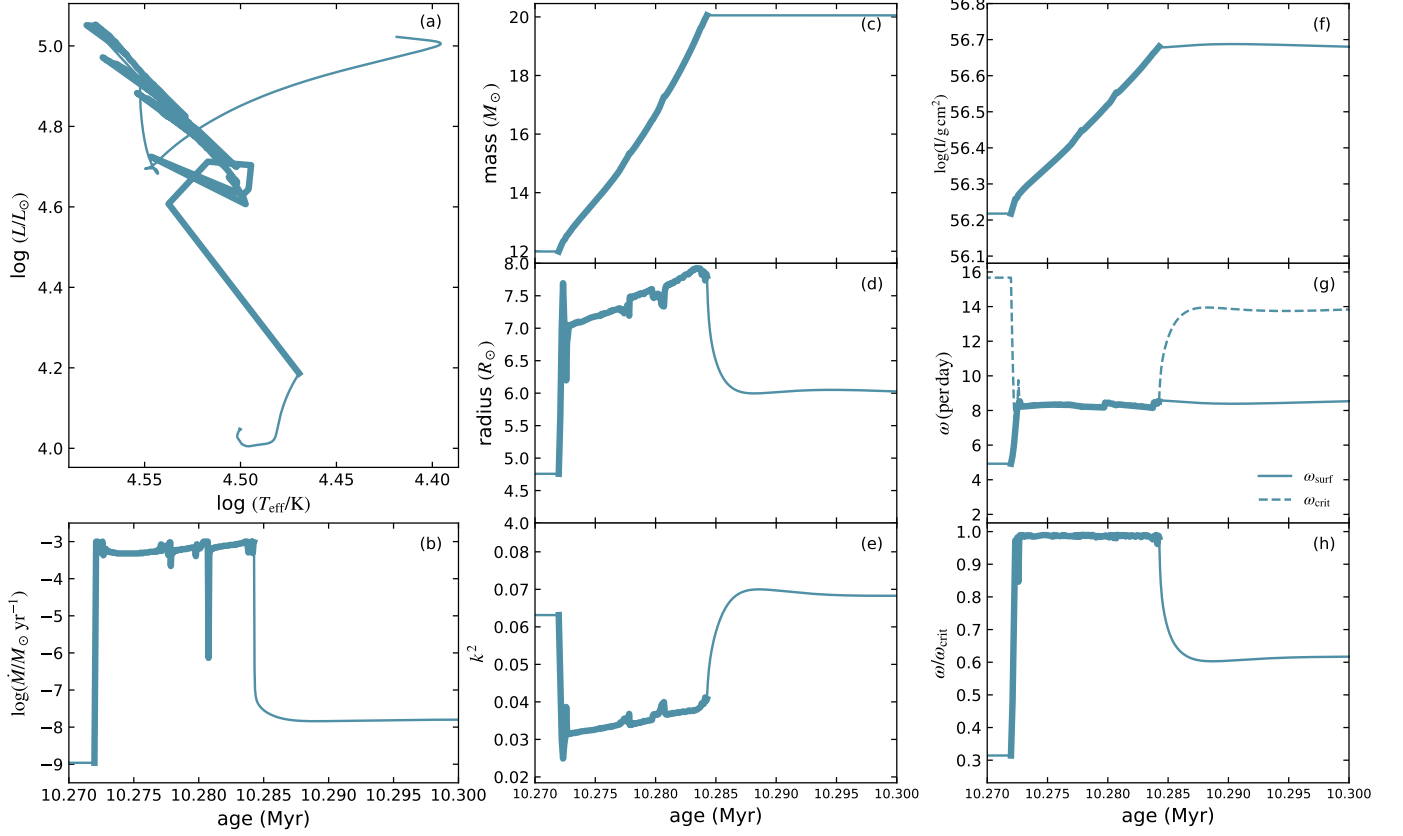 (a)
5.0
4.8
4.6
4.4
4.2
4.0
log (L/L⊙)
4.55 4.50 4.45 4.40
log (Teff/K)
(b)
−3
−4
−5
−6
−7
−8
−9
log(Ṁ/M⊙ yr⁻¹)
10.270 10.275 10.280 10.285 10.290 10.295 10.300
age (Myr)
(c)
20
18
16
14
12
mass (M⊙)
(d)
8.0
7.5
7.0
6.5
6.0
5.5
5.0
4.5
4.0
radius (R⊙)
(e)
0.08
0.07
0.06
0.05
0.04
0.03
0.02
k²
10.270 10.275 10.280 10.285 10.290 10.295 10.300
age (Myr)
(f)
56.8
56.7
56.6
56.5
56.4
56.3
56.2
56.1
log(I/g cm²)
(g)
16
14
12
10
8
6
4
2
ω(per day)
ωsurf
ωcrit
(h)
1.0
0.9
0.8
0.7
0.6
0.5
0.4
0.3
ω/ωcrit
10.270 10.275 10.280 10.285 10.290 10.295 10.300
age (Myr)